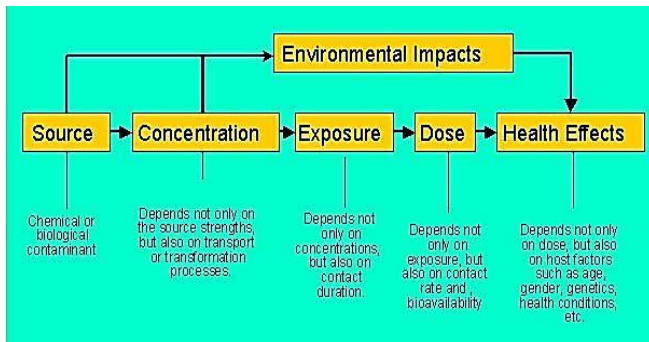 Environmental Impacts
Source
Concentration
Exposure
Dose
Health Effects
Chemical or
biological
contaminant
Depends not only on
the source strengths,
but also on transport
or transformation
processes.
Depends not
only on
concentrations,
but also on
contact
duration.
Depends not
only on
exposure, but
also on contact
rate and ,
bioavailability
Depends not only
on dose, but also
on host factors
such as age,
gender, genetics,
health conditions,
etc.